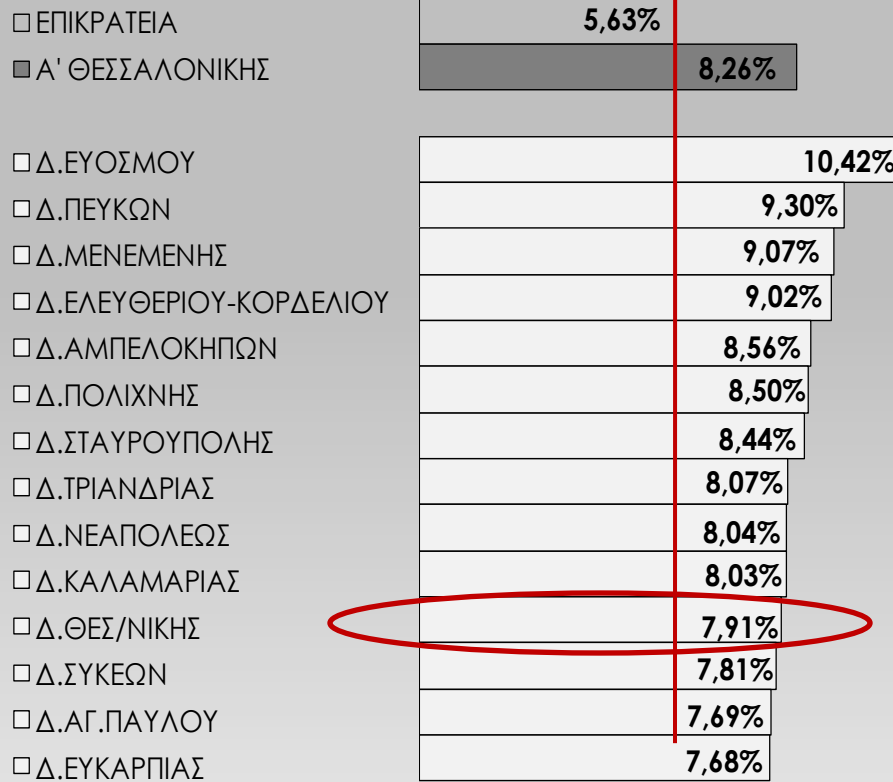 ΕΠΙΚΡΑΤΕΙΑ 5,63%
Α' ΘΕΣΣΑΛΟΝΙΚΗΣ 8,26%
Δ.ΕΥΟΣΜΟΥ 10,42%
Δ.ΠΕΥΚΩΝ 9,30%
Δ.ΜΕΝΕΜΕΝΗΣ 9,07%
Δ.ΕΛΕΥΘΕΡΙΟΥ-ΚΟΡΔΕΛΙΟΥ 9,02%
Δ.ΑΜΠΕΛΟΚΗΠΩΝ 8,56%
Δ.ΠΟΛΙΧΝΗΣ 8,50%
Δ.ΣΤΑΥΡΟΥΠΟΛΗΣ 8,44%
Δ.ΤΡΙΑΝΔΡΙΑΣ 8,07%
Δ.ΝΕΑΠΟΛΕΩΣ 8,04%
Δ.ΚΑΛΑΜΑΡΙΑΣ 8,03%
Δ.ΘΕΣ/ΝΙΚΗΣ 7,91%
Δ.ΣΥΚΕΩΝ 7,81%
Δ.ΑΓ.ΠΑΥΛΟΥ 7,69%
Δ.ΕΥΚΑΡΠΙΑΣ 7,68%